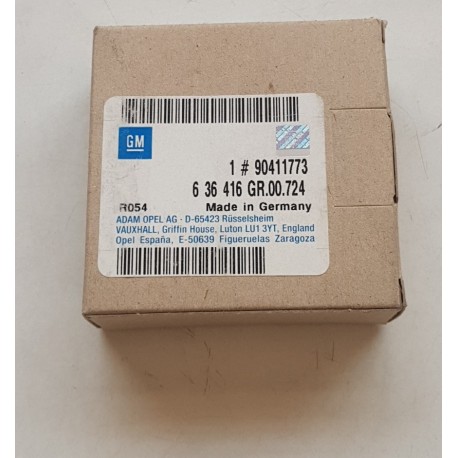 GM
1 # 90411773
6 36 416 GR.00.724
R054 Made in Germany
ADAM OPEL AG - D-65423 Rüsselsheim
VAUXHALL, Griffin House, Luton LU1 3YT, England
Opel España, E-50639 Figueruelas Zaragoza